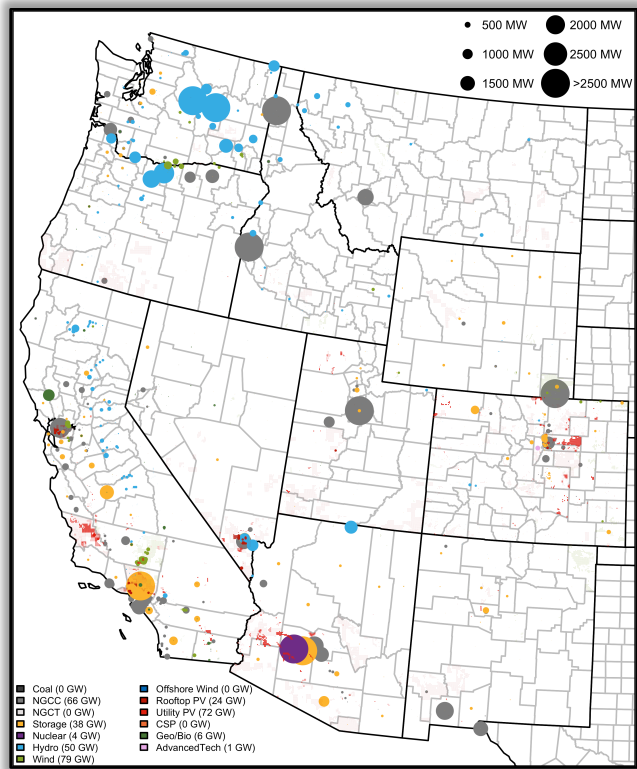 500 MW
2000 MW
1000 MW
2500 MW
1500 MW
>2500 MW
Coal (0 GW)
NGCC (66 GW)
NGCT (0 GW)
Storage (38 GW)
Nuclear (4 GW)
Hydro (50 GW)
Wind (79 GW)
Offshore Wind (0 GW)
Rooftop PV (24 GW)
Utility PV (72 GW)
CSP (0 GW)
Geo/Bio (6 GW)
AdvancedTech (1 GW)